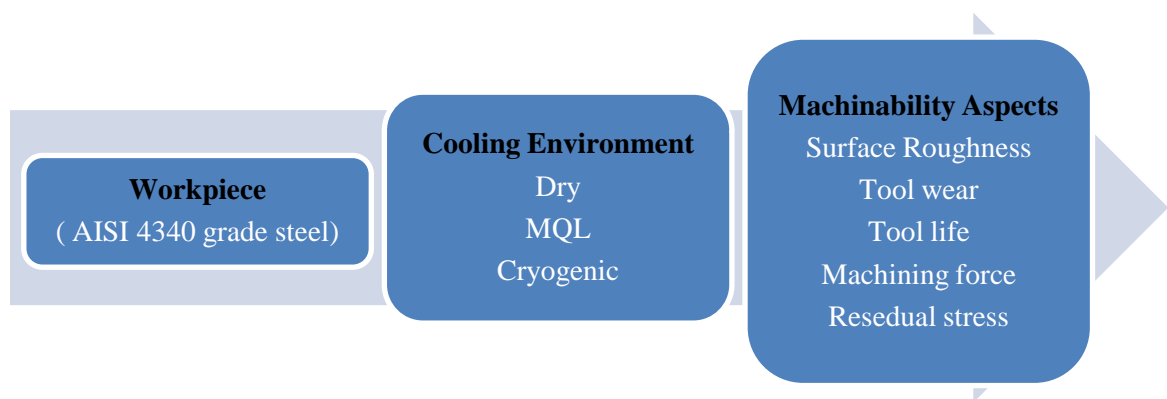 Workpiece
( AISI 4340 grade steel)
Cooling Environment
Dry
MQL
Cryogenic
Machinability Aspects
Surface Roughness
Tool wear
Tool life
Machining force
Resedual stress